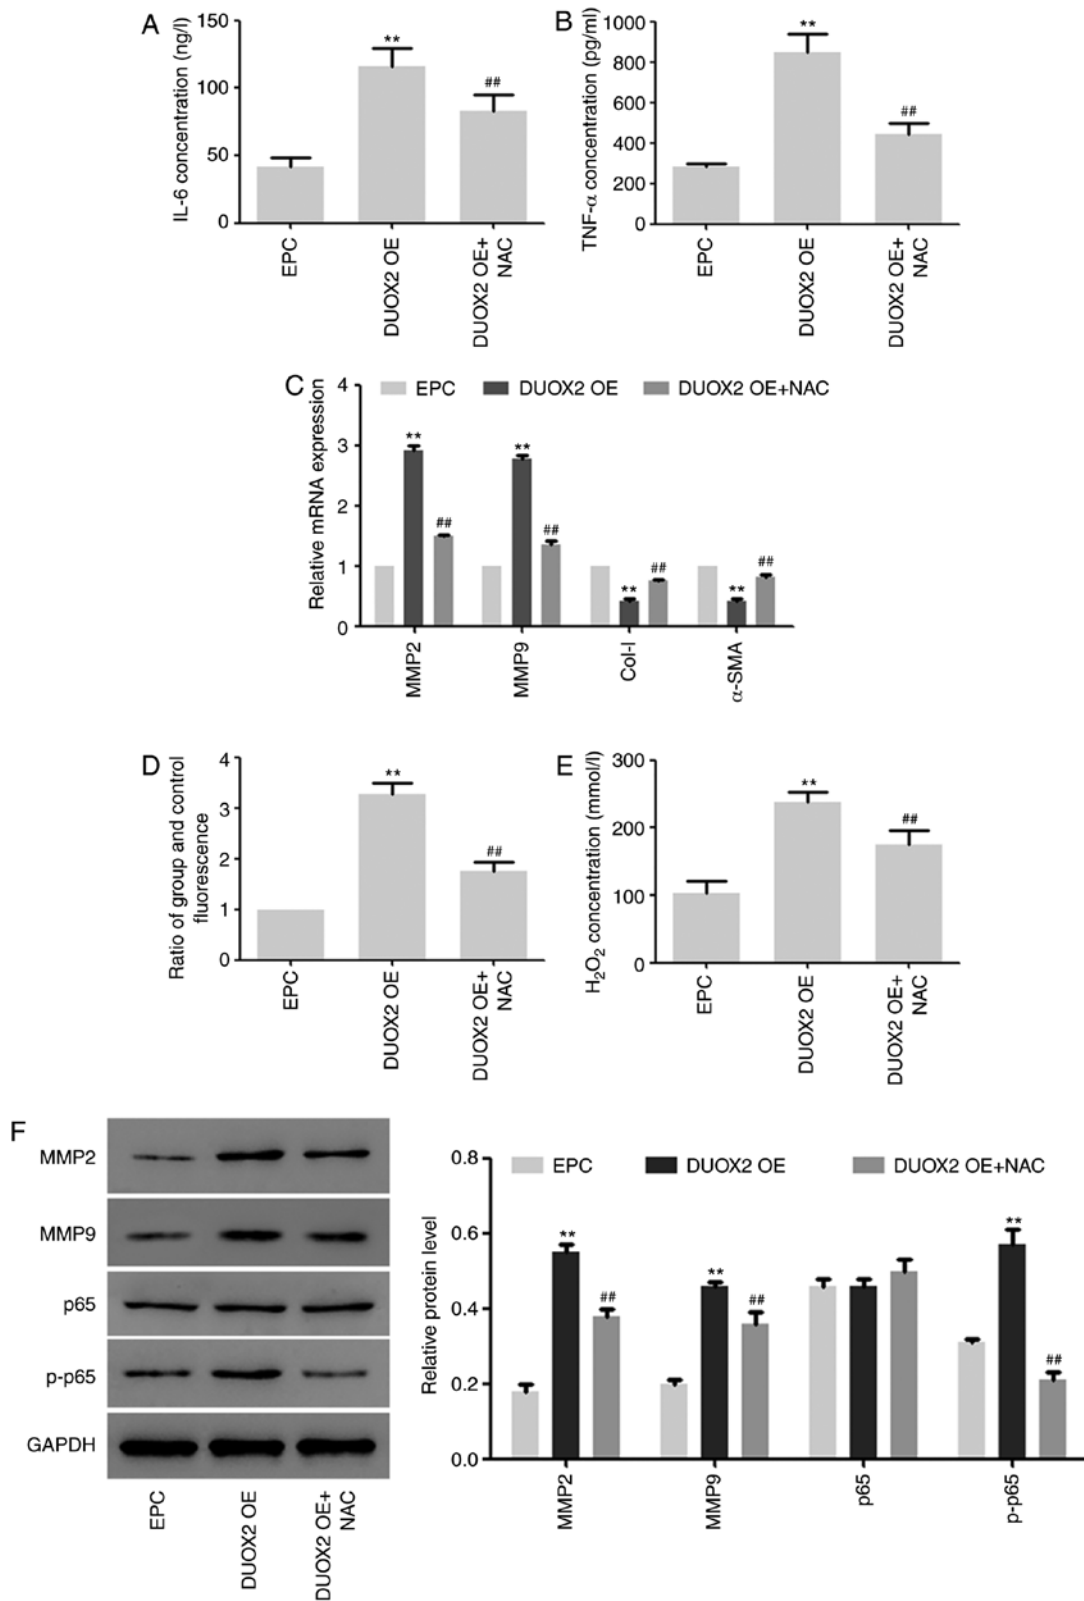 A
IL-6 concentration (ng/l)
150
100
50
0
**
##
EPC
DUOX2 OE
DUOX2 OE+
NAC
B
TNF-α concentration (pg/ml)
1000
800
600
400
200
0
**
##
EPC
DUOX2 OE
DUOX2 OE+
NAC
C
EPC
DUOX2 OE
DUOX2 OE+NAC
Relative mRNA expression
4
3
2
1
0
**
##
**
##
**
##
**
##
MMP2
MMP9
Col-I
α-SMA
D
Ratio of group and control
fluorescence
4
3
2
1
0
**
##
EPC
DUOX2 OE
DUOX2 OE+
NAC
E
H₂O₂ concentration (mmol/l)
300
200
100
0
**
##
EPC
DUOX2 OE
DUOX2 OE+
NAC
F
MMP2
MMP9
p65
p-p65
GAPDH
EPC
DUOX2 OE
DUOX2 OE+
NAC
EPC
DUOX2 OE
DUOX2 OE+NAC
Relative protein level
0.8
0.6
0.4
0.2
0.0
**
##
**
##
**
##
MMP2
MMP9
p65
p-p65